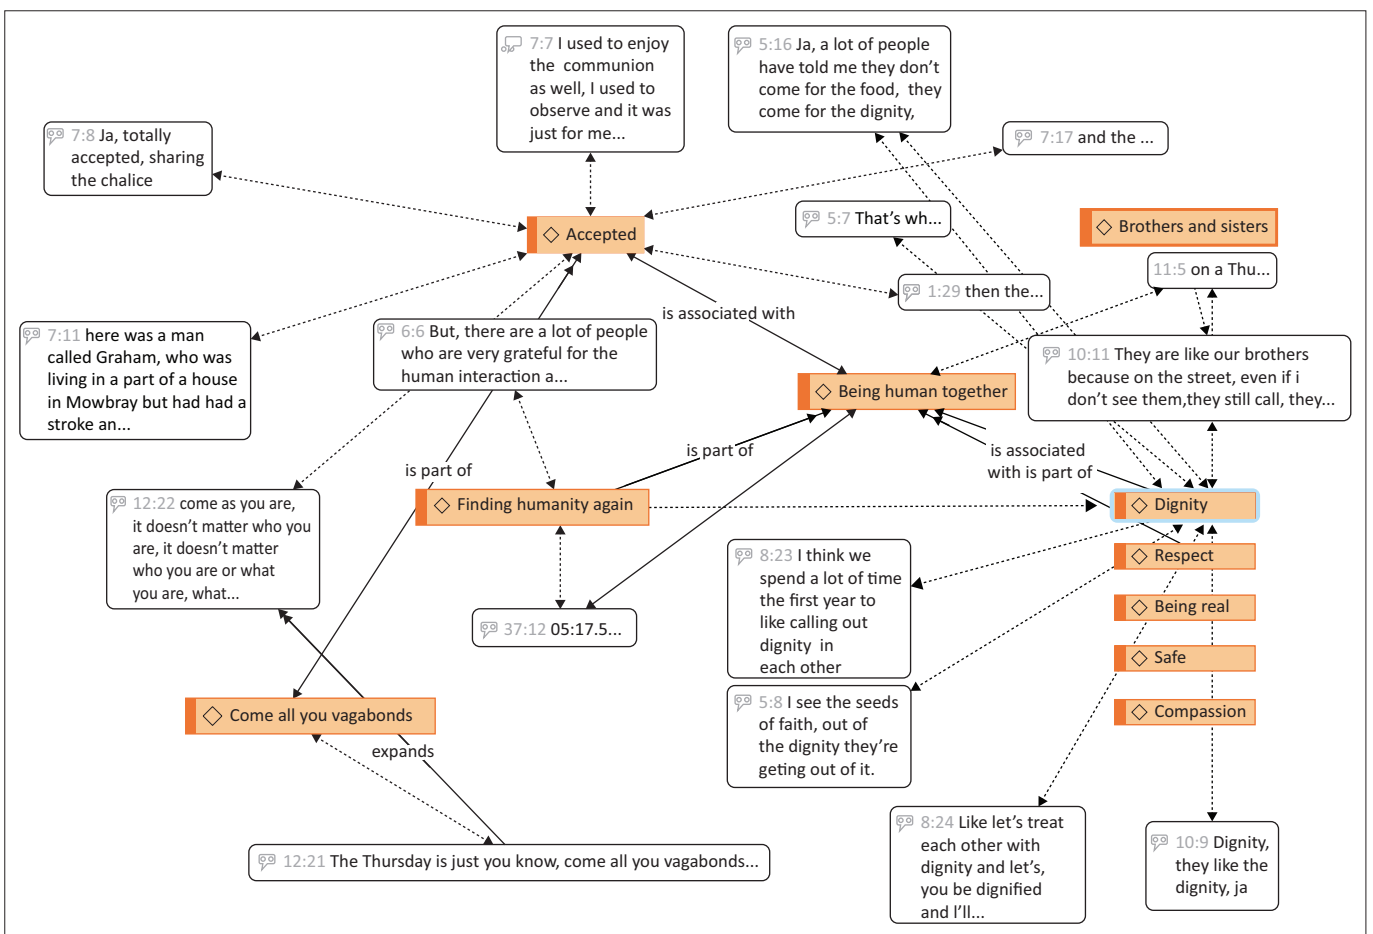 7:7 I used to enjoy
the communion
as well, I used to
observe and it was
just for me...
5:16 Ja, a lot of people
have told me they don't
come for the food, they
come for the dignity,
7:8 Ja, totally
accepted, sharing
the chalice
7:17 and the ...
Accepted
5:7 That's wh...
Brothers and sisters
11:5 on a Thu...
1:29 then the...
is associated with
7:11 here was a man
called Graham, who was
living in a part of a house
in Mowbray but had had a
stroke an...
6:6 But, there are a lot of people
who are very grateful for the
human interaction a...
10:11 They are like our brothers
because on the street, even if i
don't see them,they still call, they...
Being human together
is part of
is part of
is associated
with is part of
12:22 come as you are,
it doesn't matter who you
are, it doesn't matter
who you are or what
you are, what...
Finding humanity again
Dignity
8:23 I think we
spend a lot of time
the first year to
like calling out
dignity in
each other
Respect
Being real
Safe
Compassion
37:12 05:17.5...
5:8 I see the seeds
of faith, out of
the dignity they're
geting out of it.
Come all you vagabonds
expands
12:21 The Thursday is just you know, come all you vagabonds...
8:24 Like let's treat
each other with
dignity and let's,
you be dignified
and I'll...
10:9 Dignity,
they like the
dignity, ja